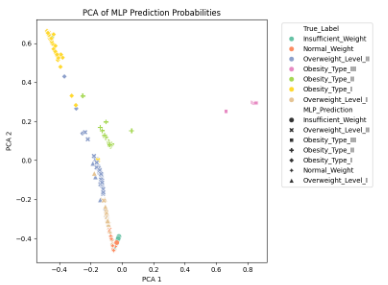 PCA of MLP Prediction Probabilities
True_Label
Insufficient_Weight
Normal_Weight
Overweight_Level_II
Obesity_Type_III
Obesity_Type_II
Obesity_Type_I
Overweight_Level_I
MLP_Prediction
Insufficient_Weight
Overweight_Level_II
Obesity_Type_III
Obesity_Type_II
Obesity_Type_I
Normal_Weight
Overweight_Level_I
PCA 2
0.6
0.4
0.2
0.0
−0.2
−0.4
−0.4
−0.2
0.0
0.2
0.4
0.6
0.8
PCA 1